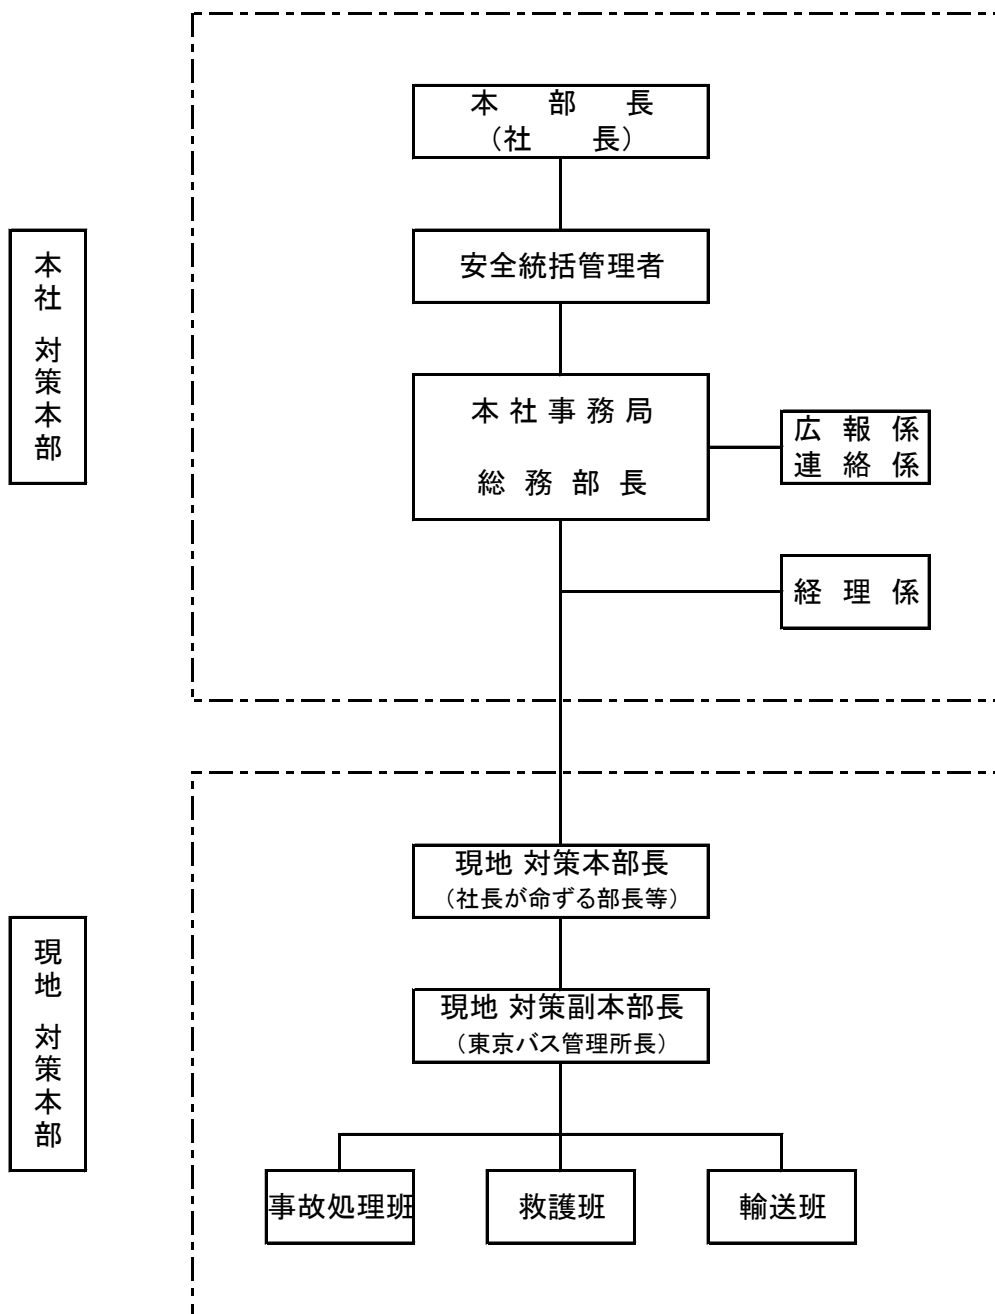 本部長
（社長）
本社 対策本部
安全統括管理者
本社事務局
総務部長
広報係
連絡係
経理係
現地 対策本部長
（社長が命ずる部長等）
現地 対策本部
現地 対策副本部長
（東京バス管理所長）
事故処理班
救護班
輸送班